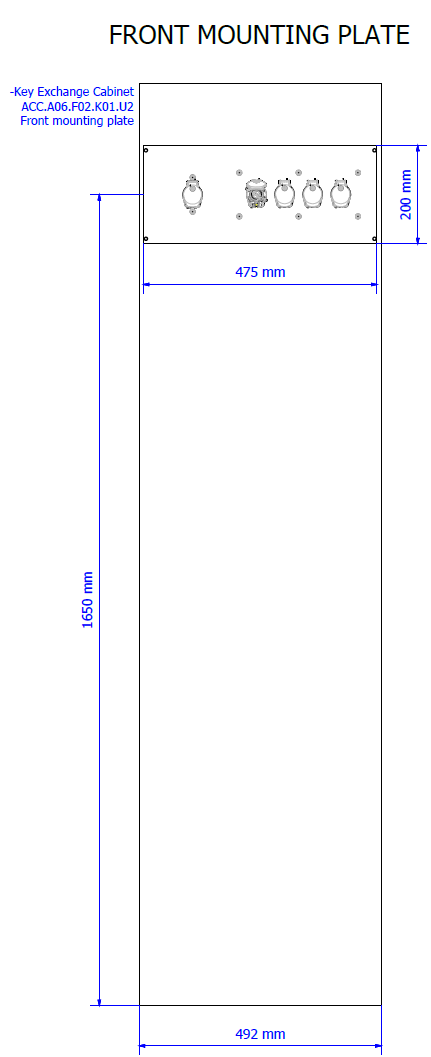 FRONT MOUNTING PLATE
-Key Exchange Cabinet
ACC.A06.F02.K01.U2
Front mounting plate
200 mm
475 mm
1650 mm
492 mm